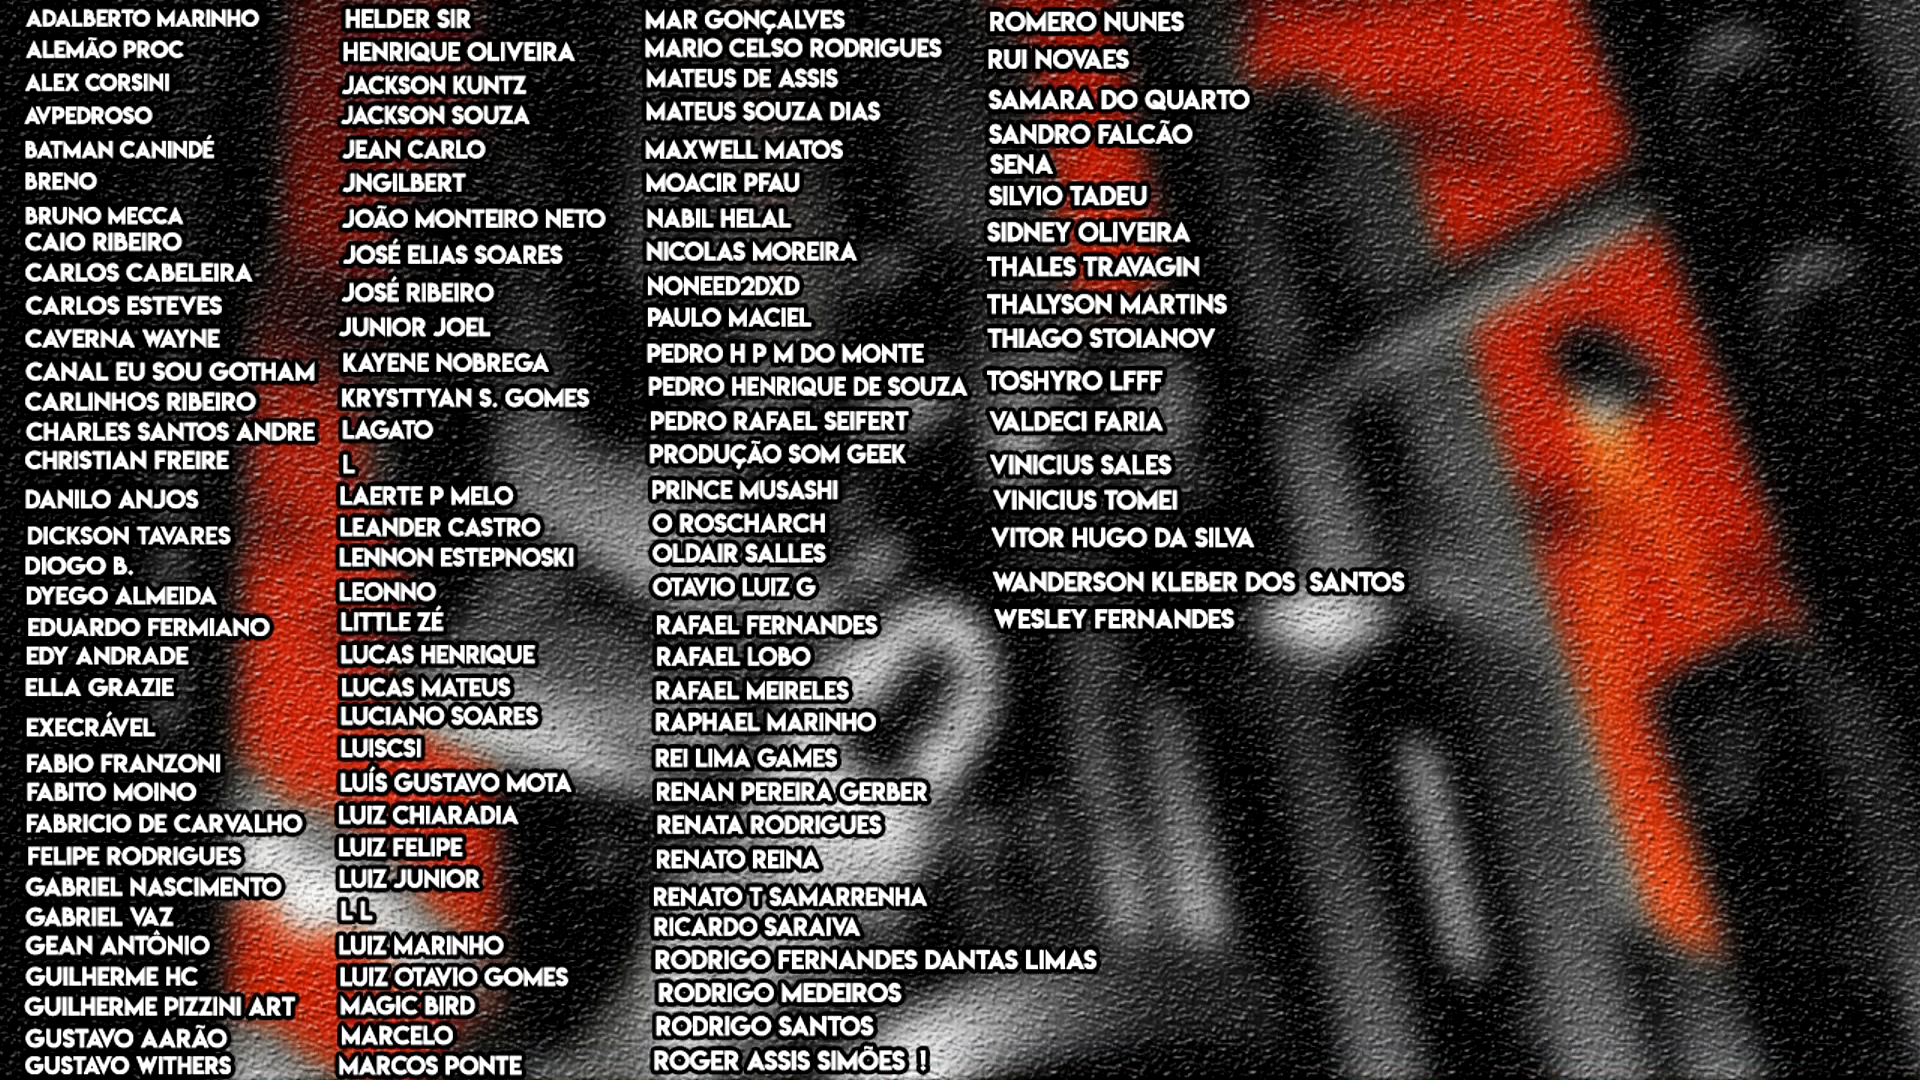 ADALBERTO MARINHO
ALEMÃO PROC
ALEX CORSINI
AVPEDROSO
BATMAN CANINDÉ
BRENO
BRUNO MECCA
CAIO RIBEIRO
CARLOS CABELEIRA
CARLOS ESTEVES
CAVERNA WAYNE
CANAL EU SOU GOTHAM
CARLINHOS RIBEIRO
CHARLES SANTOS ANDRE
CHRISTIAN FREIRE
DANILO ANJOS
DICKSON TAVARES
DIOGO B.
DYEGO ALMEIDA
EDUARDO FERMIANO
EDY ANDRADE
ELLA GRAZIE
EXECRÁVEL
FABIO FRANZONI
FABITO MOINO
FABRICIO DE CARVALHO
FELIPE RODRIGUES
GABRIEL NASCIMENTO
GABRIEL VAZ
GEAN ANTÔNIO
GUILHERME HC
GUILHERME PIZZINI ART
GUSTAVO AARÃO
GUSTAVO WITHERS
HELDER SIR
HENRIQUE OLIVEIRA
JACKSON KUNTZ
JACKSON SOUZA
JEAN CARLO
JNGILBERT
JOÃO MONTEIRO NETO
JOSÉ ELIAS SOARES
JOSÉ RIBEIRO
JUNIOR JOEL
KAYENE NOBREGA
KRYSTTYAN S. GOMES
LAGATO
L
LAERTE P MELO
LEANDER CASTRO
LENNON ESTEPNOSKI
LEONNO
LITTLE ZÉ
LUCAS HENRIQUE
LUCAS MATEUS
LUCIANO SOARES
LUISCSI
LUÍS GUSTAVO MOTA
LUIZ CHIARADIA
LUIZ FELIPE
LUIZ JUNIOR
L L
LUIZ MARINHO
LUIZ OTAVIO GOMES
MAGIC BIRD
MARCELO
MARCOS PONTE
MAR GONÇALVES
MARIO CELSO RODRIGUES
MATEUS DE ASSIS
MATEUS SOUZA DIAS
MAXWELL MATOS
MOACIR PFAU
NABIL HELAL
NICOLAS MOREIRA
NONEED2DXD
PAULO MACIEL
PEDRO H P M DO MONTE
PEDRO HENRIQUE DE SOUZA
PEDRO RAFAEL SEIFERT
PRODUÇÃO SOM GEEK
PRINCE MUSASHI
O ROSCHARCH
OLDAIR SALLES
OTAVIO LUIZ G
RAFAEL FERNANDES
RAFAEL LOBO
RAFAEL MEIRELES
RAPHAEL MARINHO
REI LIMA GAMES
RENAN PEREIRA GERBER
RENATA RODRIGUES
RENATO REINA
RENATO T SAMARRENHA
RICARDO SARAIVA
RODRIGO FERNANDES DANTAS LIMAS
RODRIGO MEDEIROS
RODRIGO SANTOS
ROGER ASSIS SIMÕES !
ROMERO NUNES
RUI NOVAES
SAMARA DO QUARTO
SANDRO FALCÃO
SENA
SILVIO TADEU
SIDNEY OLIVEIRA
THALES TRAVAGIN
THALYSON MARTINS
THIAGO STOIANOV
TOSHYRO LFFF
VALDECI FARIA
VINICIUS SALES
VINICIUS TOMEI
VITOR HUGO DA SILVA
WANDERSON KLEBER DOS SANTOS
WESLEY FERNANDES